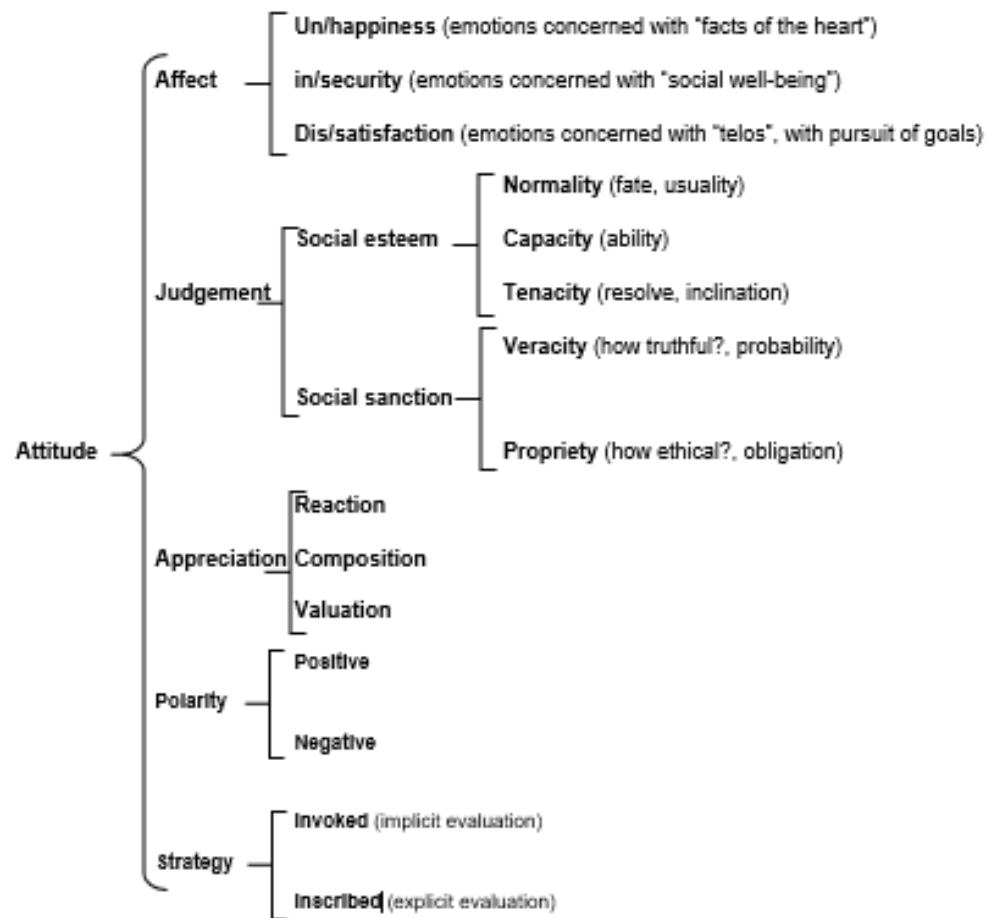 Un/happiness (emotions concerned with "facts of the heart")
Affect
in/security (emotions concerned with "social well-being")
Dis/satisfaction (emotions concerned with "telos", with pursuit of goals)
Normality (fate, usuality)
Social esteem
Capacity (ability)
Judgement
Tenacity (resolve, inclination)
Veracity (how truthful?, probability)
Social sanction
Attitude
Propriety (how ethical?, obligation)
Reaction
Appreciation
Composition
Valuation
Positive
Polarity
Negative
Invoked (implicit evaluation)
Strategy
Inscribed (explicit evaluation)